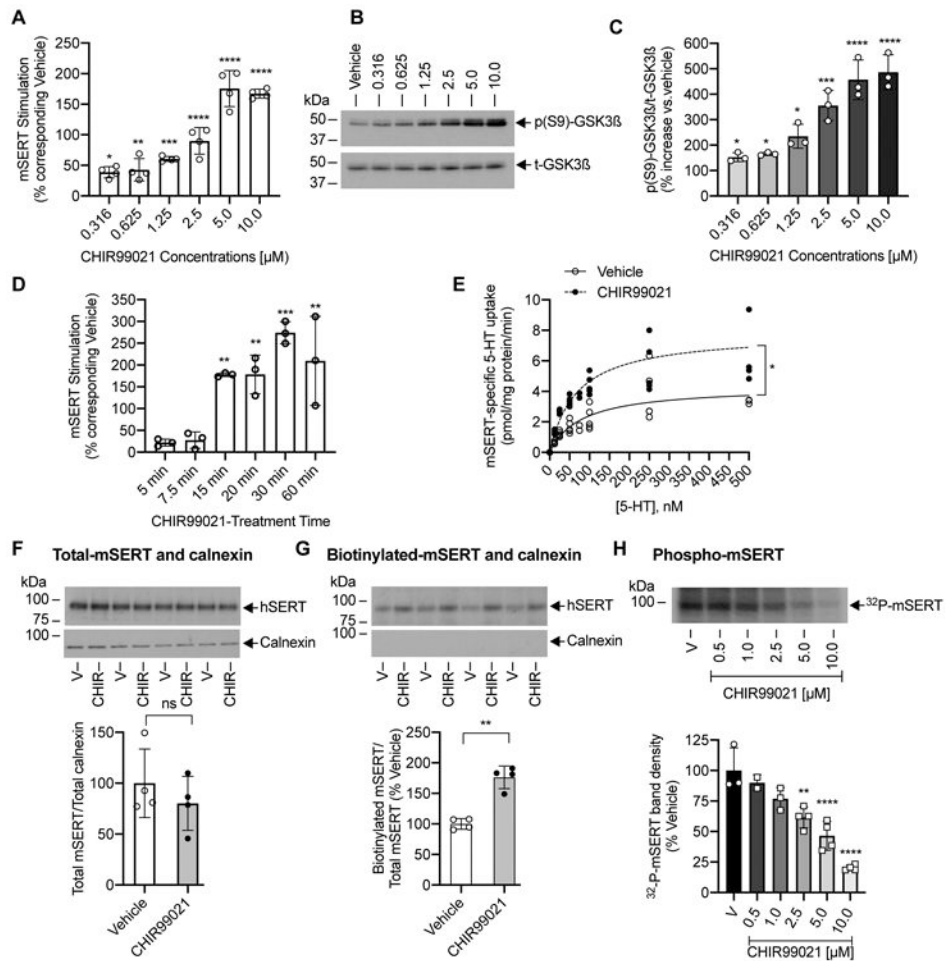 A
mSERT Stimulation
(% corresponding Vehicle)
250
200
150
100
50
0
* ** *** **** **** ****
0.316 0.625 1.25 2.5 5.0 10.0
CHIR99021 Concentrations [µM)
B
Vehicle 0.316 0.625 1.25 2.5 5.0 10.0
kDa
50
37
p(S9)-GSK3ß
50
37
t-GSK3ß
C
p(S9)-GSK3ß/t-GSK3ß
(% increase vs.vehicle)
600
500
400
300
200
100
0
* * * *** **** ****
0.316 0.625 1.25 2.5 5.0 10.0
CHIR99021 Concentrations [µM]
D
mSERT Stimulation
(% corresponding Vehicle)
350
300
250
200
150
100
50
0
** ** *** **
5 min 7.5 min 15 min 20 min 30 min 60 min
CHIR99021-Treatment Time
E
Vehicle
CHIR99021
mSERT-specific 5-HT uptake
(pmol/mg protein/min)
10
8
6
4
2
0
*
0 50 100 150 200 250 300 350 400 450 500
[5-HT], nM
F Total-mSERT and calnexin
kDa
100
75
hSERT
100
Calnexin
V CHIR V CHIR V CHIR V CHIR
ns
Total mSERT/Total calnexin
150
100
50
0
Vehicle CHIR99021
G Biotinylated-mSERT and calnexin
kDa
100
75
hSERT
100
Calnexin
V CHIR V CHIR V CHIR V CHIR
**
Biotinylated mSERT/
Total mSERT (% Vehicle)
250
200
150
100
50
0
Vehicle CHIR99021
H Phospho-mSERT
kDa
100
³²P-mSERT
V 0.5 1.0 2.5 5.0 10.0
CHIR99021 [µM]
³²-P-mSERT band density
(% Vehicle)
125
100
75
50
25
0
** **** ****
V 0.5 1.0 2.5 5.0 10.0
CHIR99021 [µM]